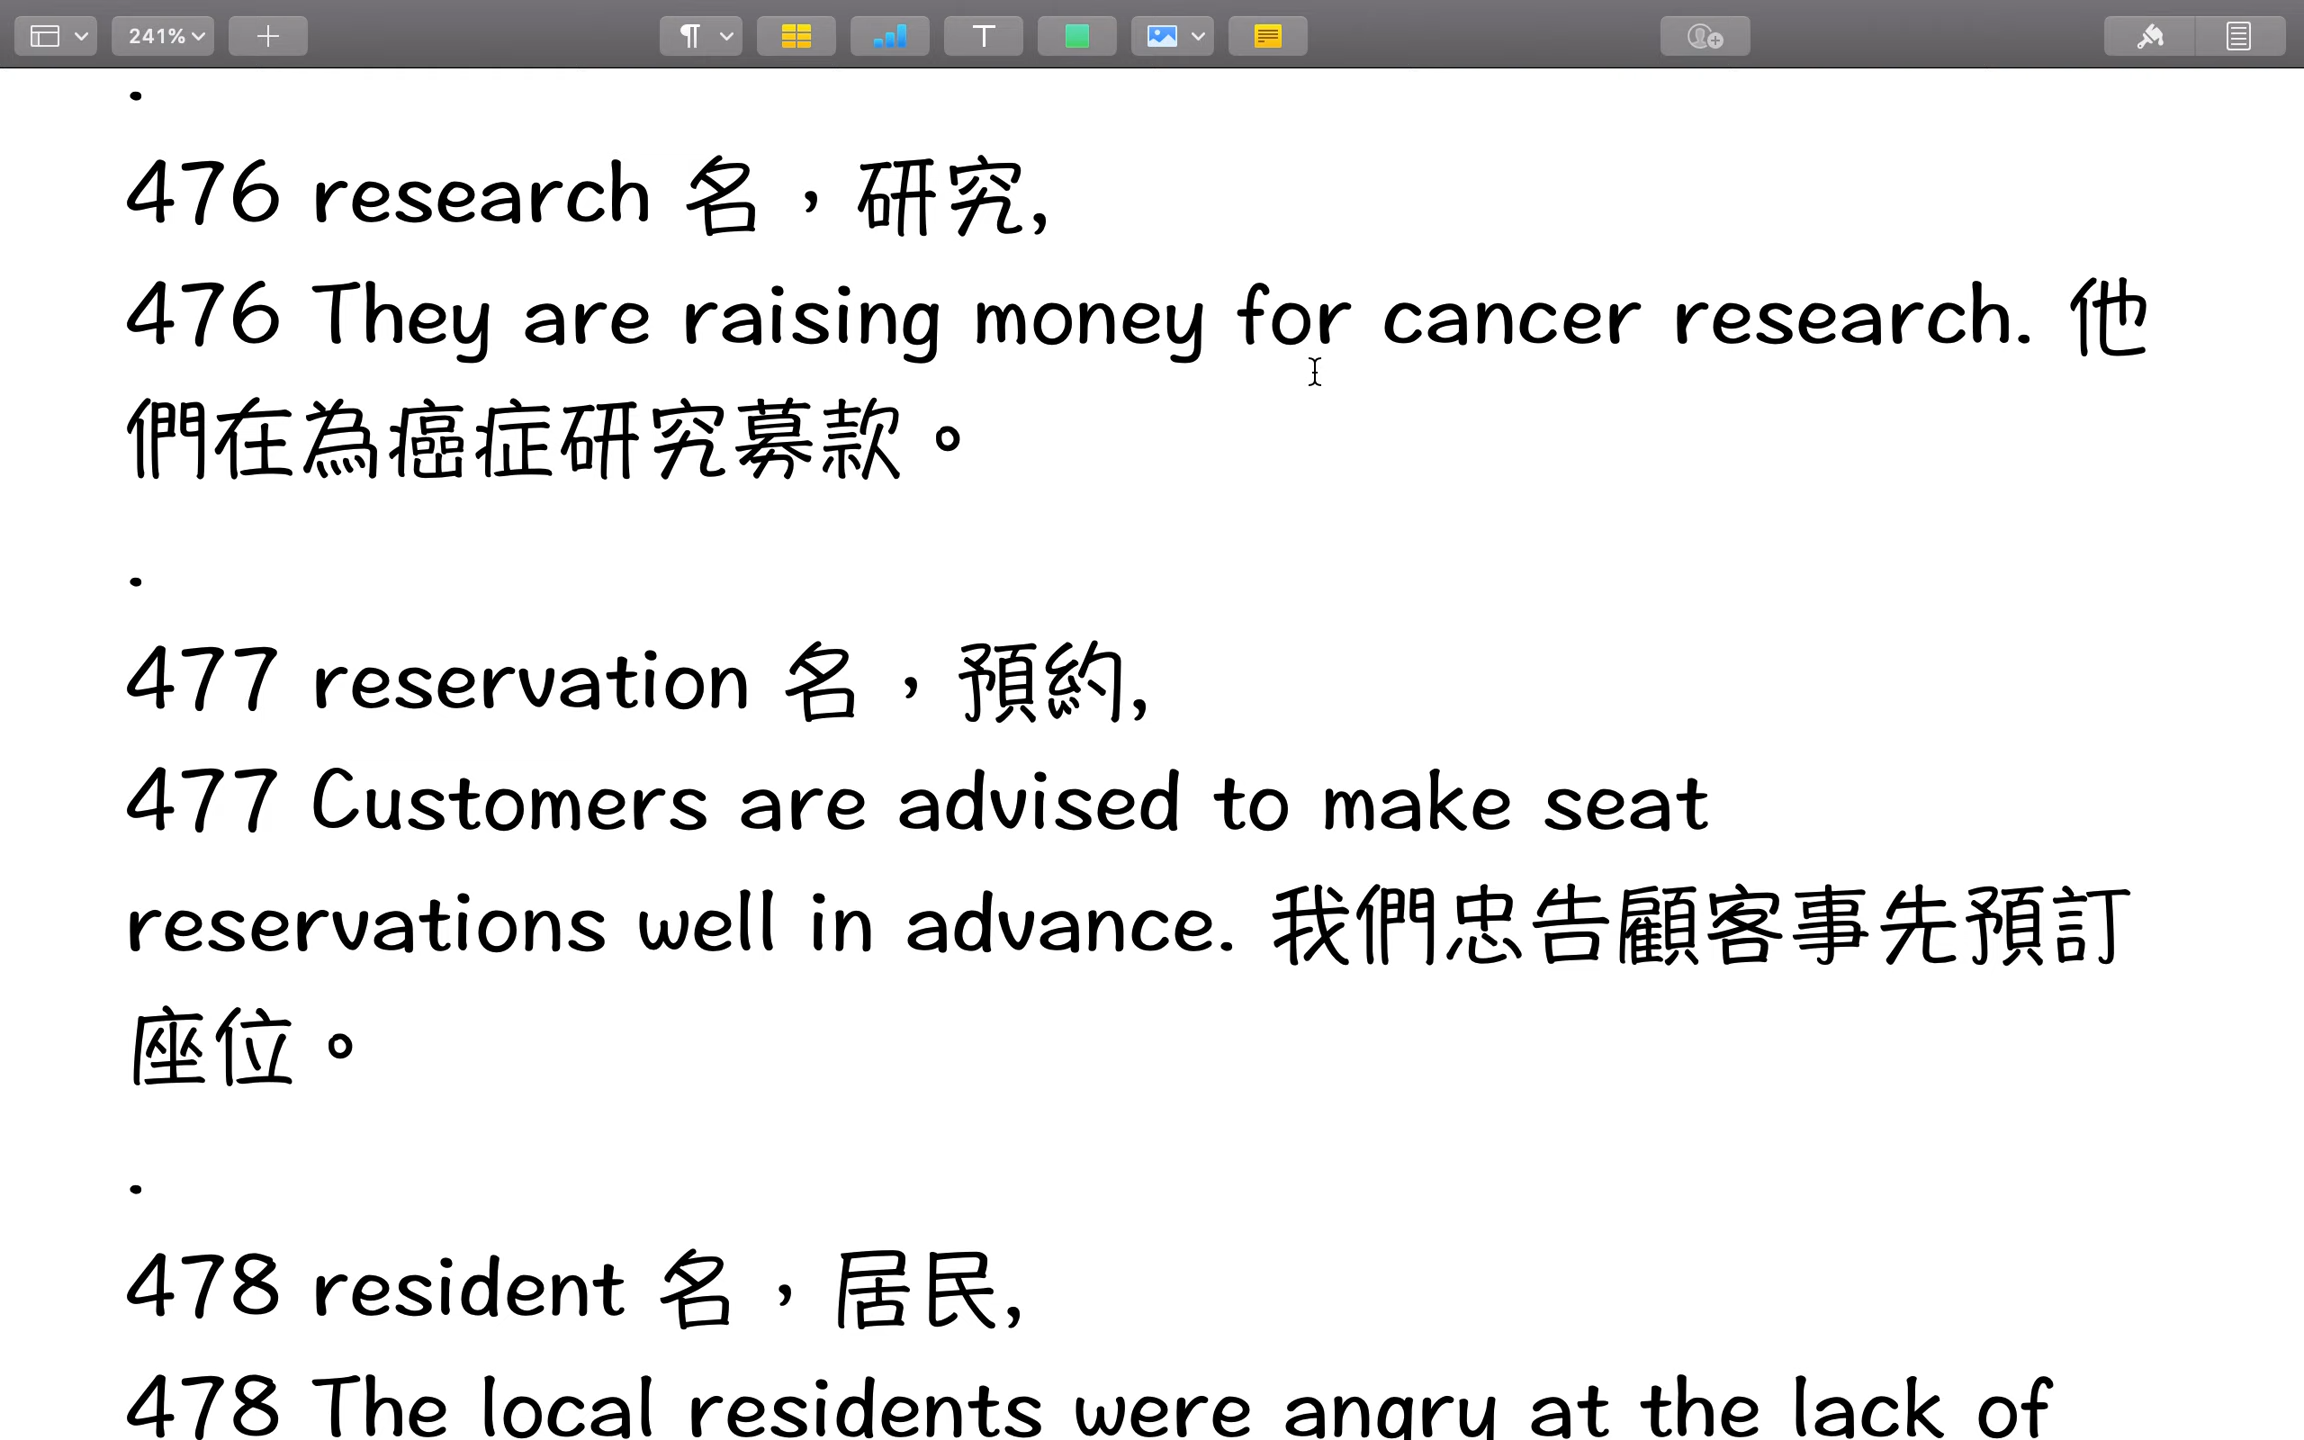 241%
.
476 research 名，研究,
476 They are raising money for cancer research. 他
們在為癌症研究募款。
.
477 reservation 名，預約,
477 Customers are advised to make seat
reservations well in advance. 我們忠告顧客事先預訂
座位。
.
478 resident 名，居民,
478 The local residents were angry at the lack of